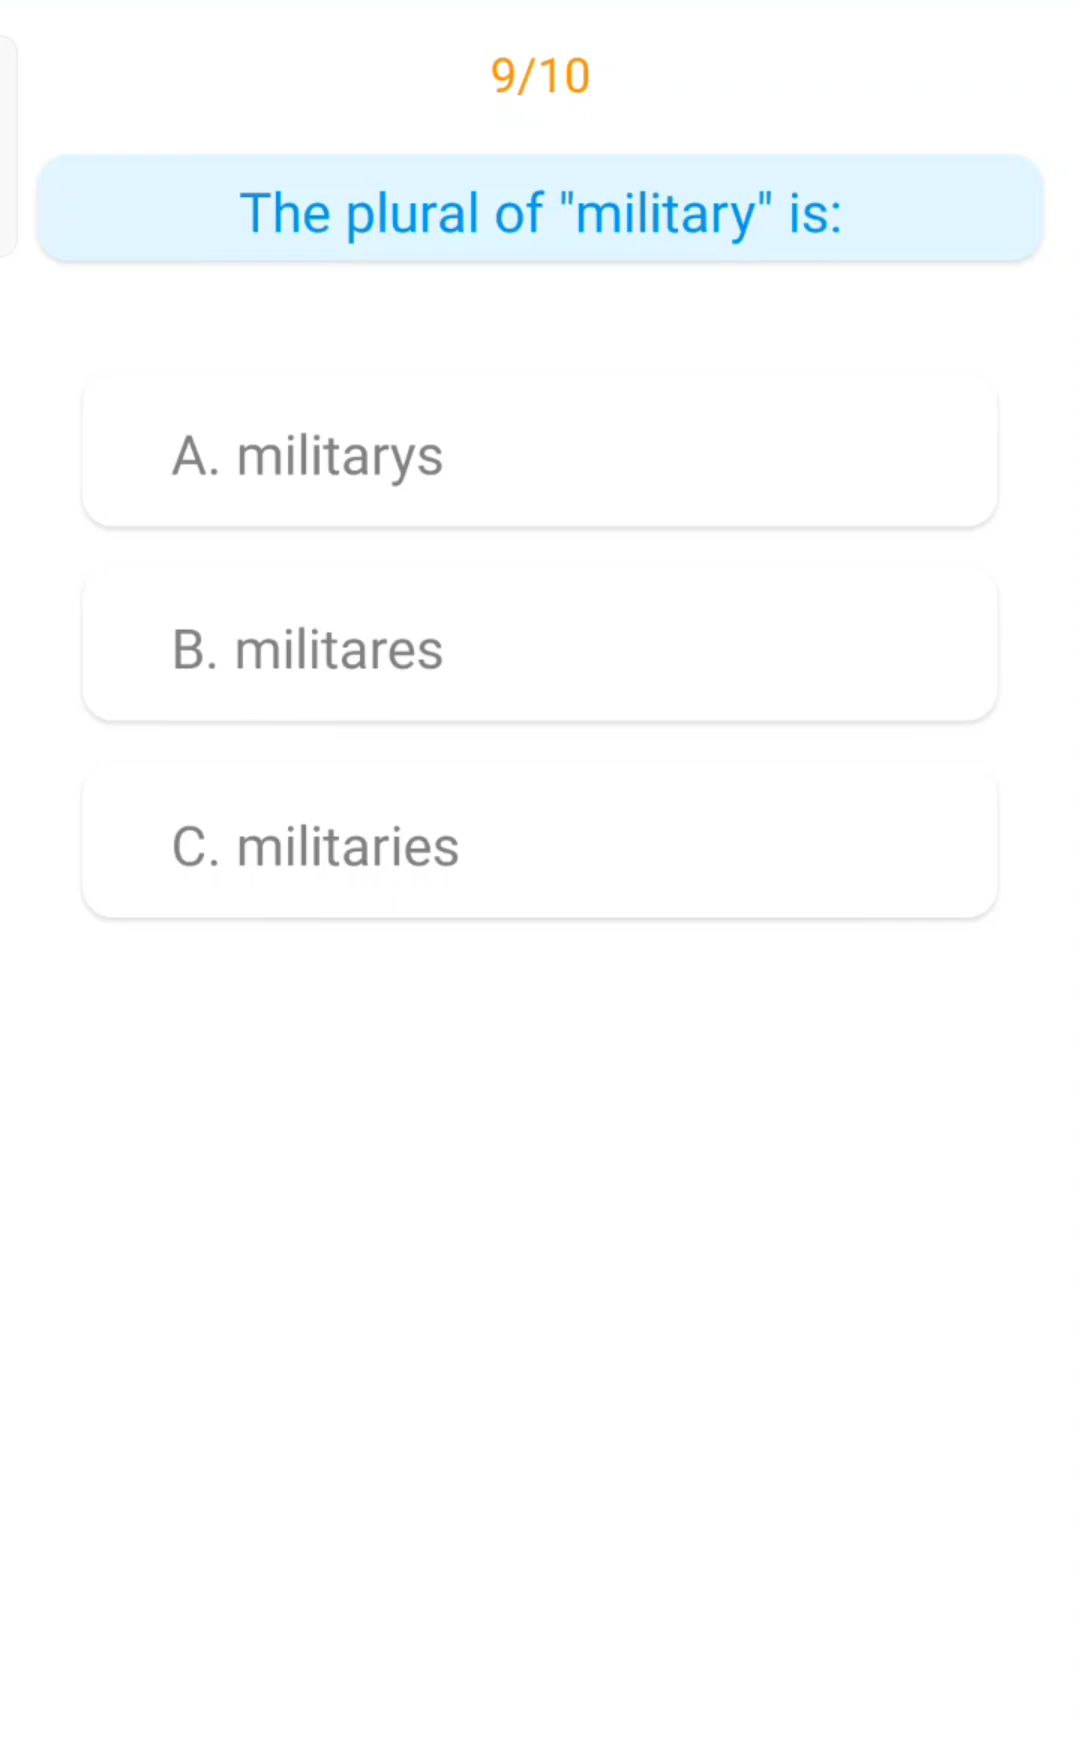 9/10
The plural of "military" is:
A. militarys
B. militares
C. militaries